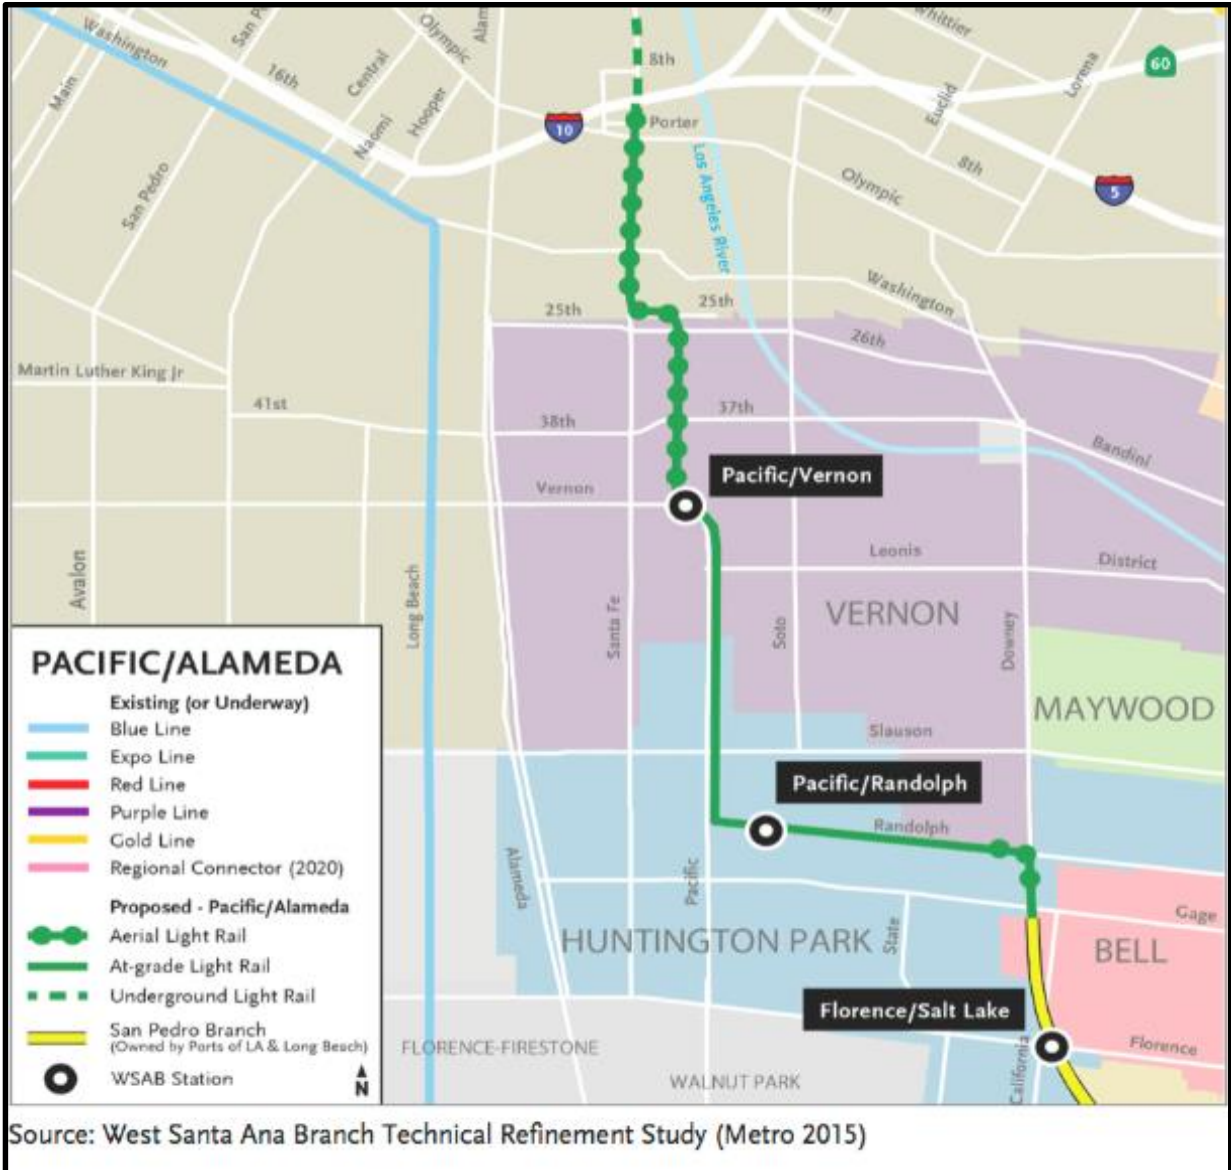 Whittier
Washington
San Pe
Main
16th
Central
Naomi
Hooper
Olympic
Alam
8th
Porter
10
Los Angeles River
Euclid
Lorena
60
8th
5
Olympic
San Pedro
Washington
25th
25th
26th
Martin Luther King Jr
41st
38th
37th
Bandini
Pacific/Vernon
Vernon
Leonis
District
Avalon
Long Beach
Santa Fe
Soto
VERNON
Downey
MAYWOOD
Slauson
Pacific/Randolph
Randolph
Alameda
Pacific
State
Gage
HUNTINGTON PARK
BELL
Florence/Salt Lake
Florence
California
FLORENCE-FIRESTONE
WALNUT PARK
PACIFIC/ALAMEDA
Existing (or Underway)
Blue Line
Expo Line
Red Line
Purple Line
Gold Line
Regional Connector (2020)
Proposed - Pacific/Alameda
Aerial Light Rail
At-grade Light Rail
Underground Light Rail
San Pedro Branch
(Owned by Ports of LA & Long Beach)
WSAB Station
N
Source: West Santa Ana Branch Technical Refinement Study (Metro 2015)